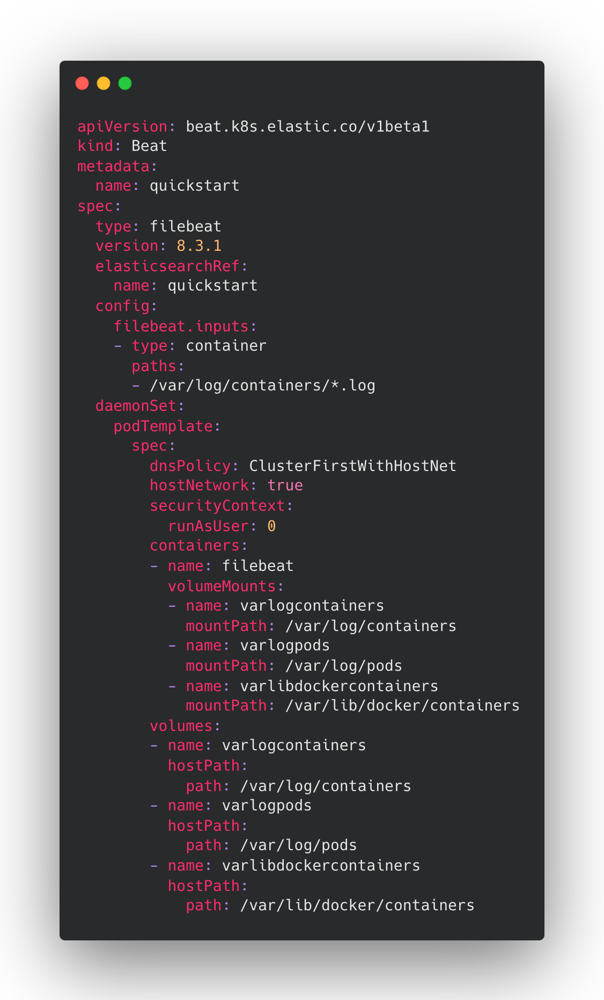 apiVersion: beat.k8s.elastic.co/v1beta1
kind: Beat
metadata:
  name: quickstart
spec:
  type: filebeat
  version: 8.3.1
  elasticsearchRef:
    name: quickstart
  config:
    filebeat.inputs:
    - type: container
      paths:
      - /var/log/containers/*.log
  daemonSet:
    podTemplate:
      spec:
        dnsPolicy: ClusterFirstWithHostNet
        hostNetwork: true
        securityContext:
          runAsUser: 0
        containers:
        - name: filebeat
          volumeMounts:
          - name: varlogcontainers
            mountPath: /var/log/containers
          - name: varlogpods
            mountPath: /var/log/pods
          - name: varlibdockercontainers
            mountPath: /var/lib/docker/containers
        volumes:
        - name: varlogcontainers
          hostPath:
            path: /var/log/containers
        - name: varlogpods
          hostPath:
            path: /var/log/pods
        - name: varlibdockercontainers
          hostPath:
            path: /var/lib/docker/containers